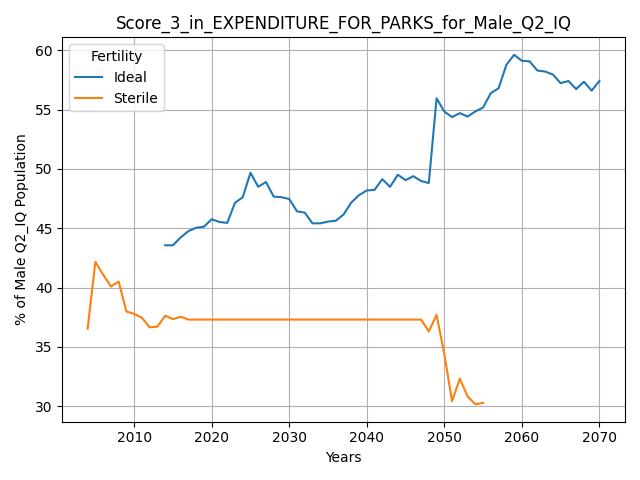 Score_3_in_EXPENDITURE_FOR_PARKS_for_Male_Q2_IQ
Fertility
Ideal
Sterile
% of Male Q2_IQ Population
60
55
50
45
40
35
30
2010
2020
2030
2040
2050
2060
2070
Years